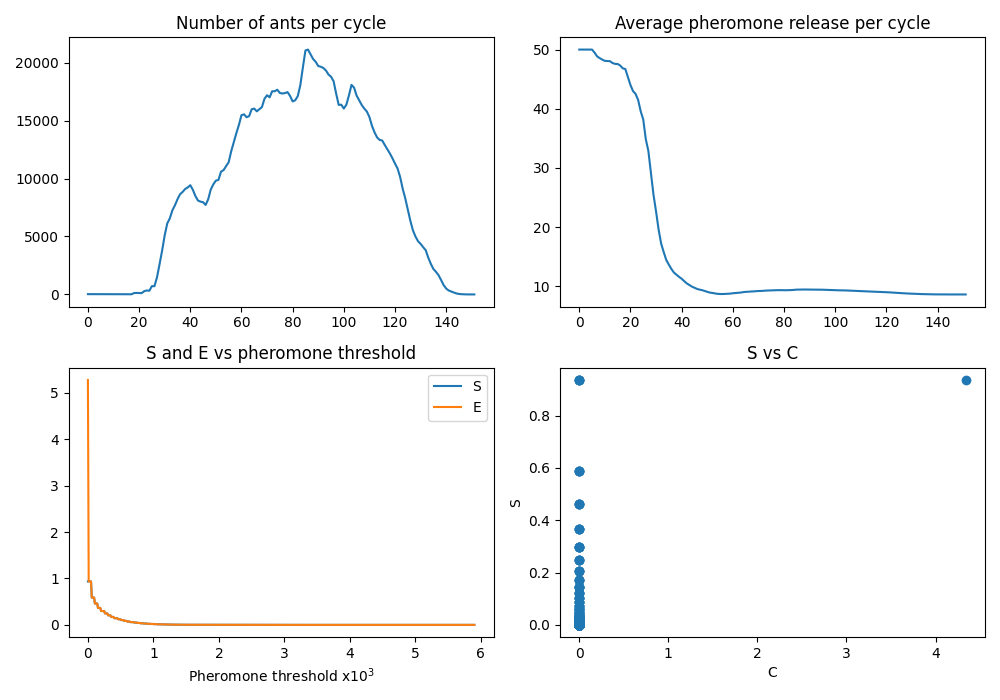 Number of ants per cycle
20000
15000
10000
5000
0
0 20 40 60 80 100 120 140
Average pheromone release per cycle
50
40
30
20
10
0 20 40 60 80 100 120 140
S and E vs pheromone threshold
5
4
3
2
1
0
S
E
0 1 2 3 4 5 6
Pheromone threshold x10³
S vs C
S
0.8
0.6
0.4
0.2
0.0
0 1 2 3 4
C